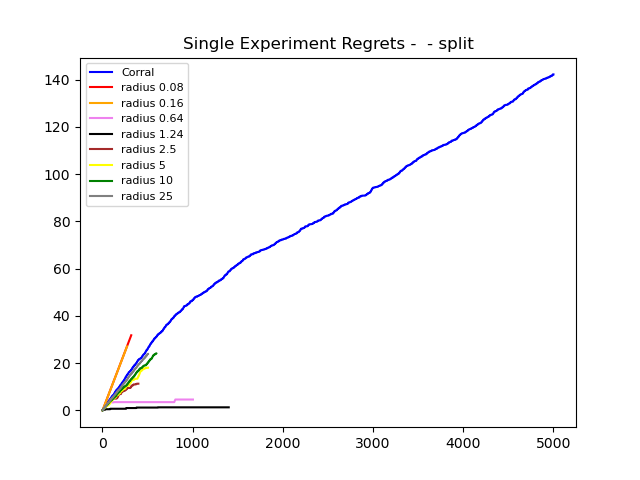 Single Experiment Regrets -  - split
140
120
100
80
60
40
20
0
Corral
radius 0.08
radius 0.16
radius 0.64
radius 1.24
radius 2.5
radius 5
radius 10
radius 25
0 1000 2000 3000 4000 5000